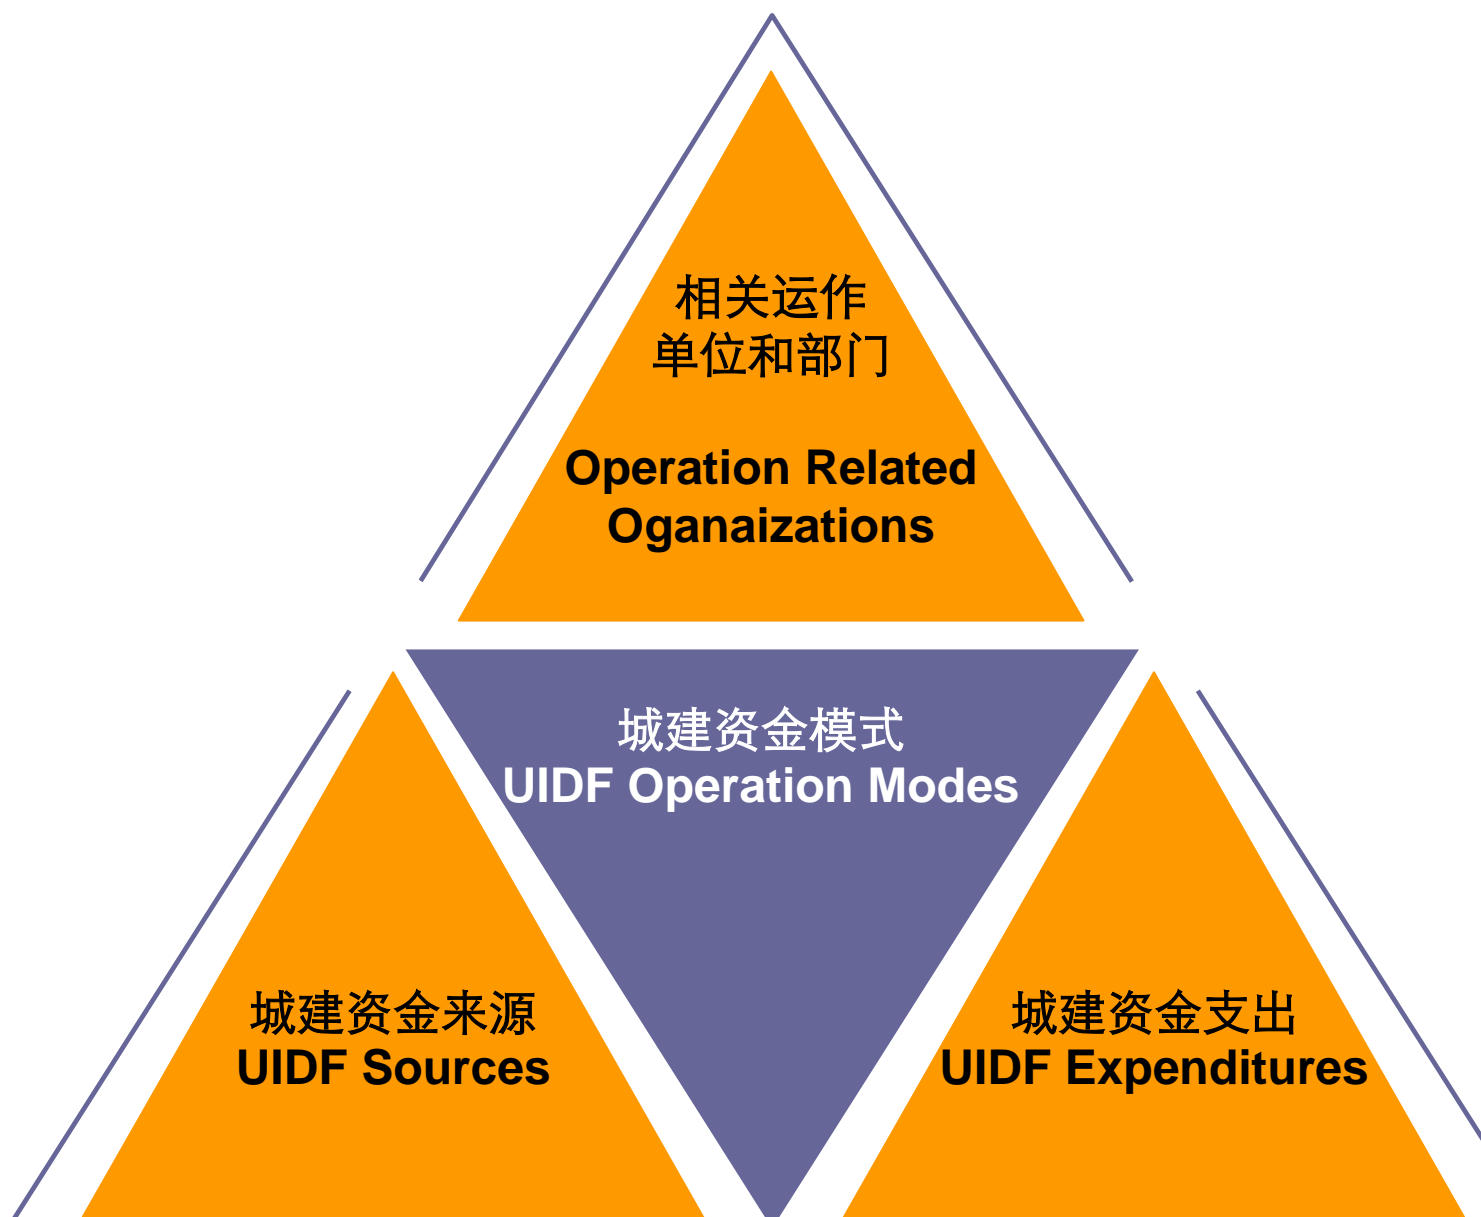 相关运作
单位和部门
Operation Related
Oganaizations
城建资金模式
UIDF Operation Modes
城建资金来源
UIDF Sources
城建资金支出
UIDF Expenditures